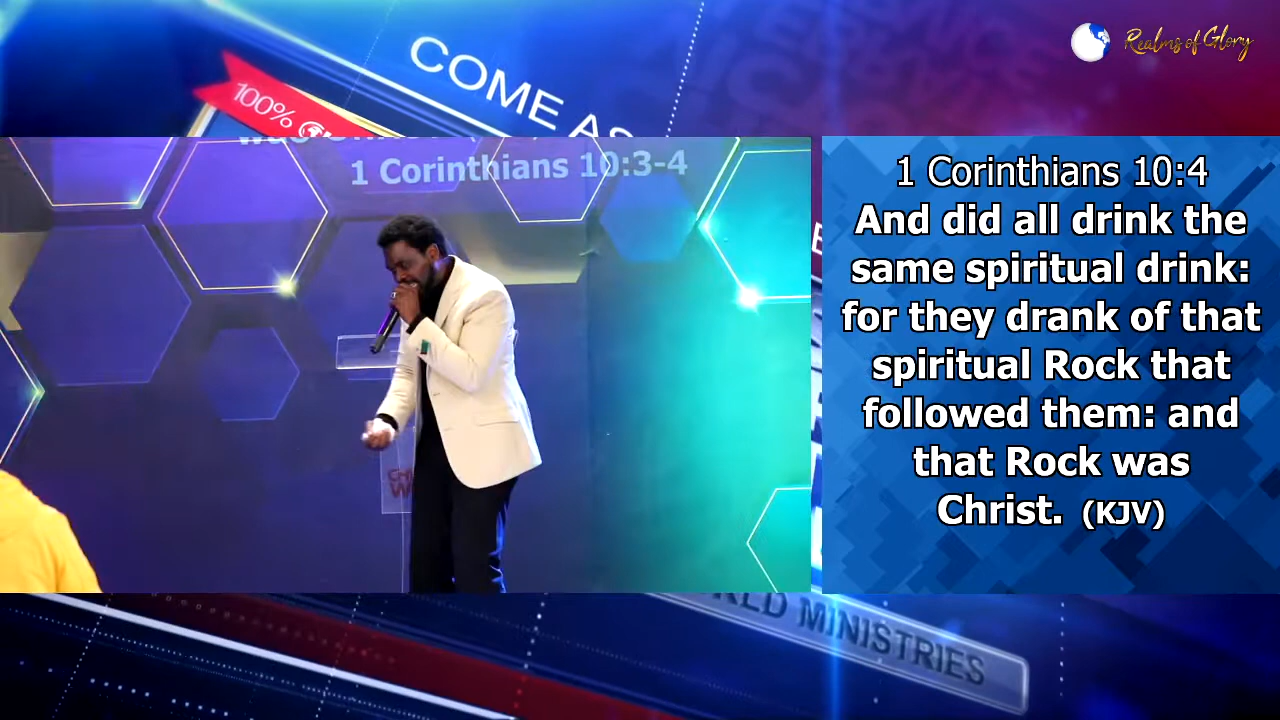 Realms of Glory
COME AS
100%
1 Corinthians 10:3-4
1 Corinthians 10:4
And did all drink the
same spiritual drink:
for they drank of that
spiritual Rock that
followed them: and
that Rock was
Christ. (KJV)
MINISTRIES